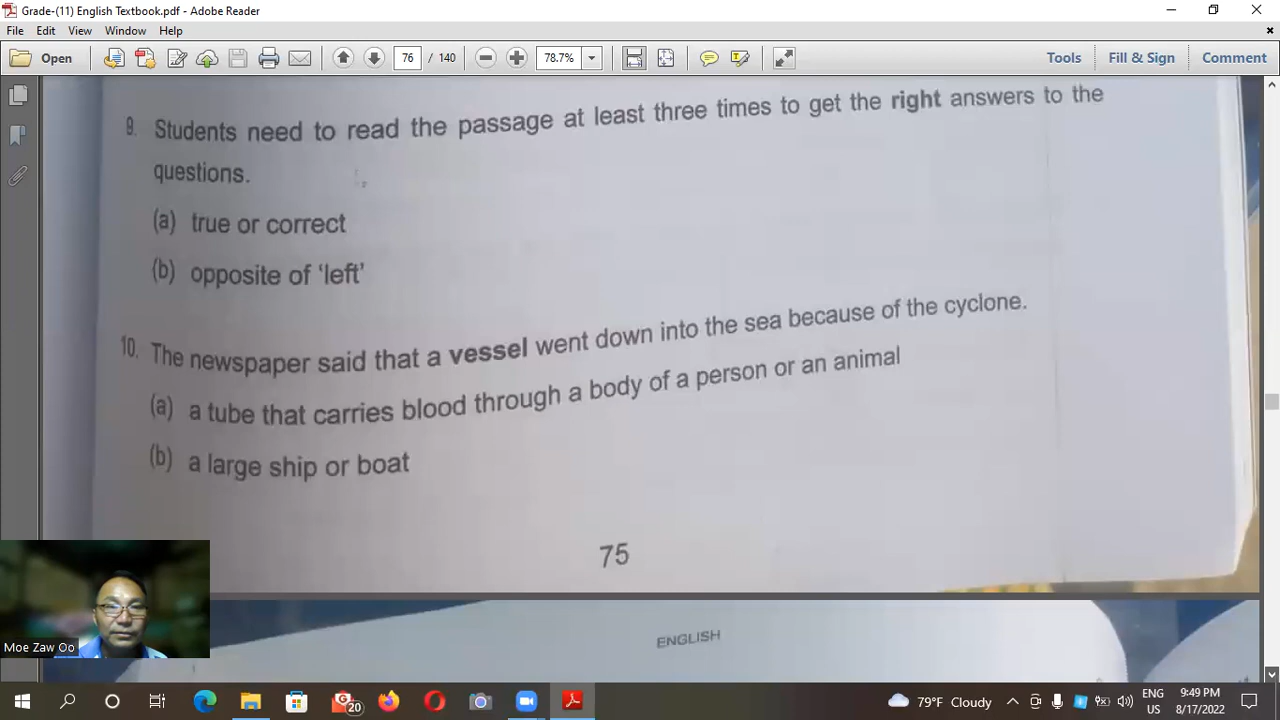 Grade-(11) English Textbook.pdf - Adobe Reader
File Edit View Window Help
Open 76 / 140 78.7% Tools Fill & Sign Comment
9. Students need to read the passage at least three times to get the right answers to the
questions.
(a) true or correct
(b) opposite of 'left'
10. The newspaper said that a vessel went down into the sea because of the cyclone.
(a) a tube that carries blood through a body of a person or an animal
(b) a large ship or boat
75
ENGLISH
Moe Zaw Oo
20
79°F Cloudy
ENG
US
9:49 PM
8/17/2022